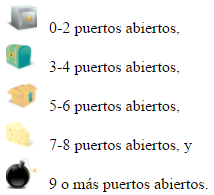 0-2 puertos abiertos,
3-4 puertos abiertos,
5-6 puertos abiertos,
7-8 puertos abiertos, y
9 o más puertos abiertos.